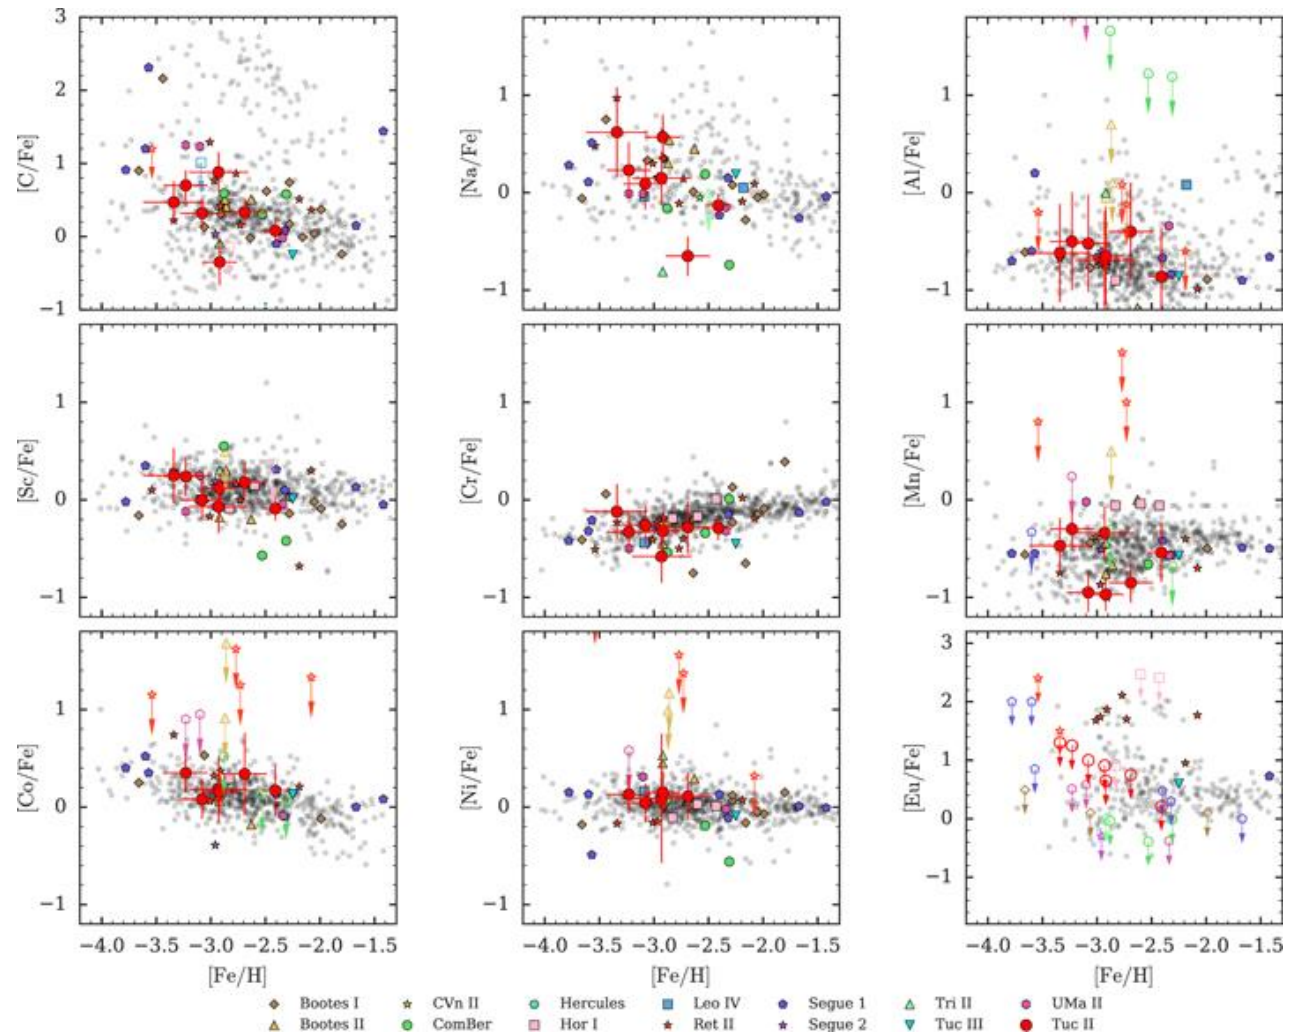 3
2
1
0
−1
[C/Fe]
1
0
−1
[Na/Fe]
1
0
−1
[Al/Fe]
1
0
−1
[Sc/Fe]
1
0
−1
[Cr/Fe]
1
0
−1
[Mn/Fe]
1
0
−1
[Co/Fe]
1
0
−1
[Ni/Fe]
3
2
1
0
−1
[Eu/Fe]
−4.0 −3.5 −3.0 −2.5 −2.0 −1.5
−4.0 −3.5 −3.0 −2.5 −2.0 −1.5
−4.0 −3.5 −3.0 −2.5 −2.0 −1.5
[Fe/H]
[Fe/H]
[Fe/H]
Bootes I CVn II Hercules Leo IV Segue 1 Tri II UMa II
Bootes II ComBer Hor I Ret II Segue 2 Tuc III Tuc II